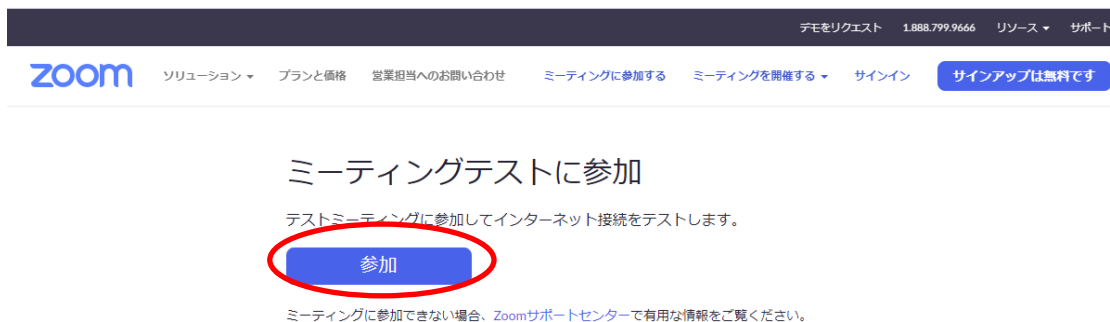 デモをリクエスト 1.888.799.9666 リソース サポート
zoom ソリューション プランと価格 営業担当へのお問い合わせ ミーティングに参加する ミーティングを開催する サインイン サインアップは無料です
ミーティングテストに参加
テストミーティングに参加してインターネット接続をテストします。
参加
ミーティングに参加できない場合、Zoomサポートセンターで有用な情報をご覧ください。